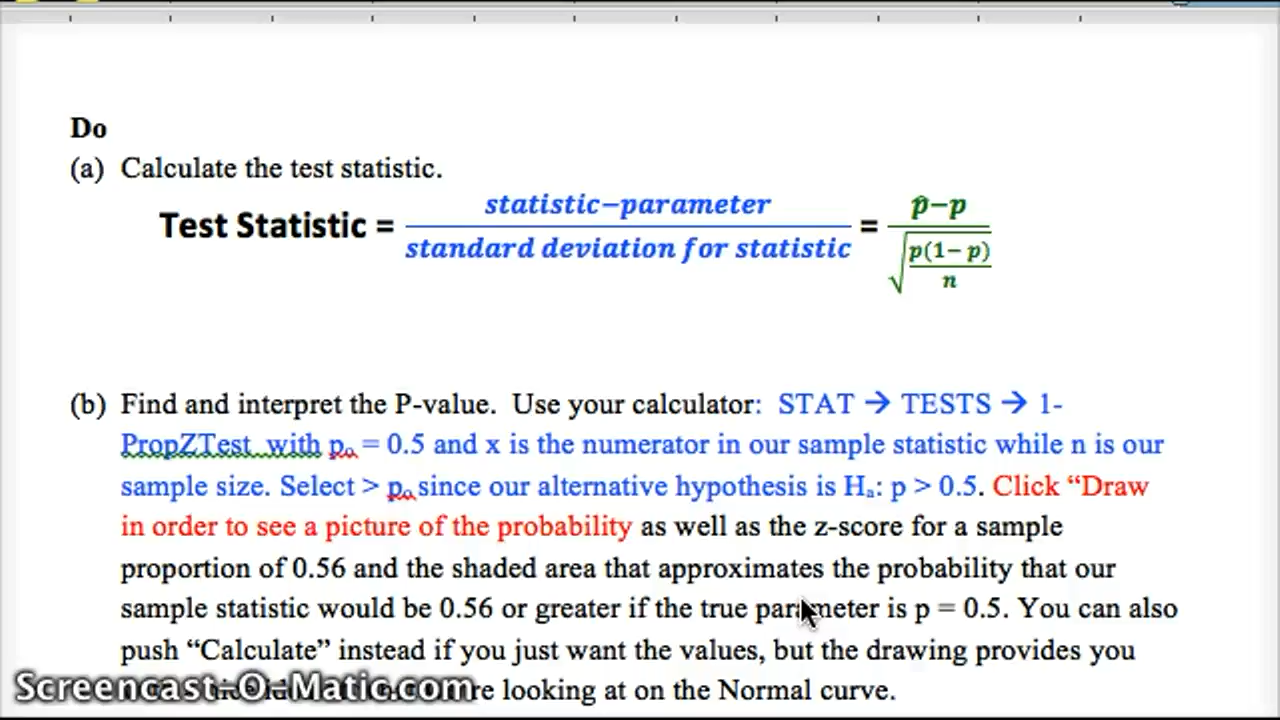 Do
(a) Calculate the test statistic.
Test Statistic = statistic−parameter / standard deviation for statistic = p̂−p / √(p(1− p)/n)
(b) Find and interpret the P-value. Use your calculator: STAT → TESTS → 1-
PropZTest with pₒ = 0.5 and x is the numerator in our sample statistic while n is our
sample size. Select > pₒ since our alternative hypothesis is Hₐ: p > 0.5. Click “Draw
in order to see a picture of the probability as well as the z-score for a sample
proportion of 0.56 and the shaded area that approximates the probability that our
sample statistic would be 0.56 or greater if the true parameter is p = 0.5. You can also
push “Calculate” instead if you just want the values, but the drawing provides you
looking at on the Normal curve.
Screencast-O-Matic.com